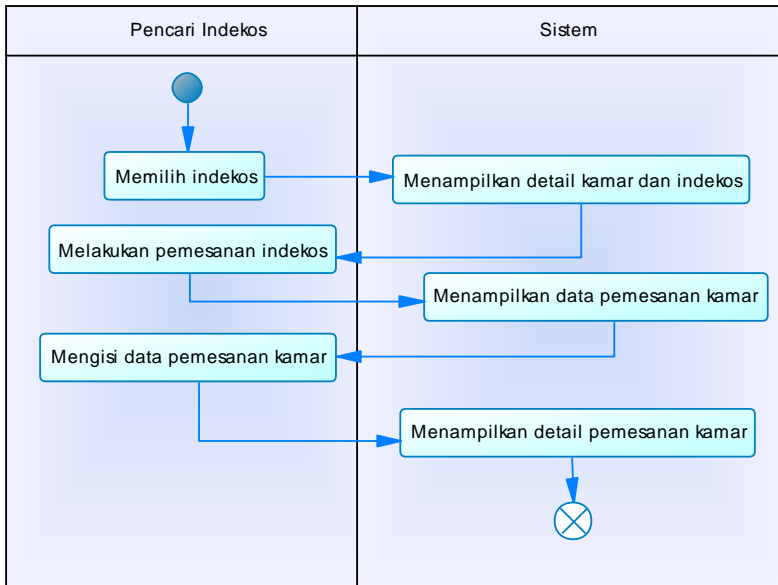 Pencari Indekos
Sistem
Memilih indekos
Menampilkan detail kamar dan indekos
Melakukan pemesanan indekos
Menampilkan data pemesanan kamar
Mengisi data pemesanan kamar
Menampilkan detail pemesanan kamar